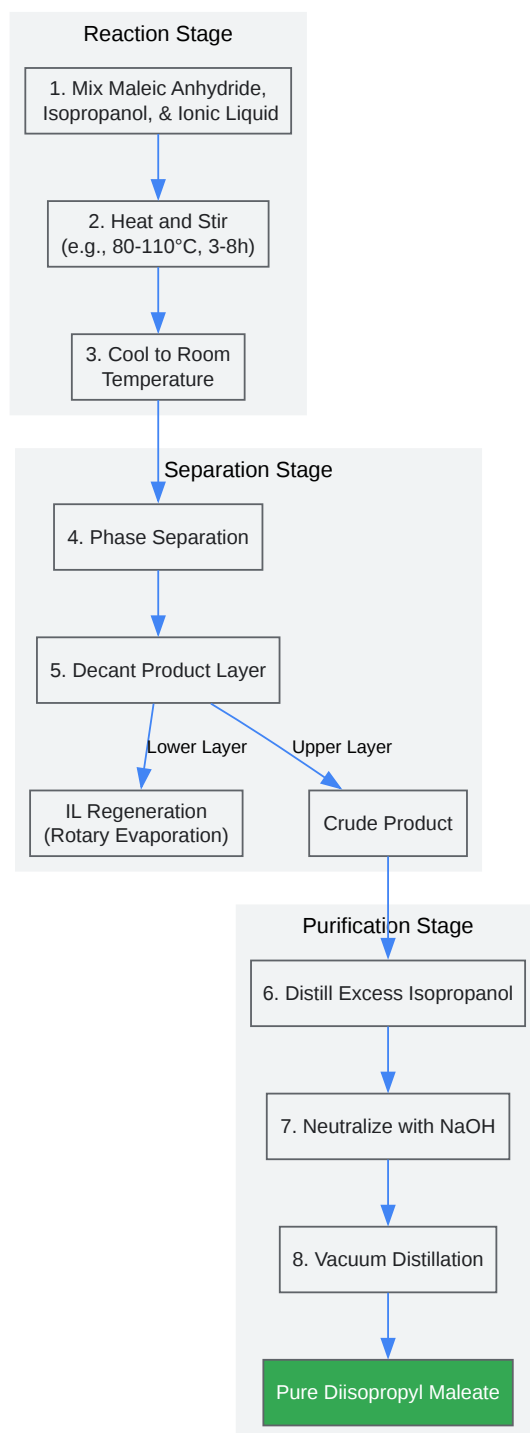 Reaction Stage
1. Mix Maleic Anhydride,
Isopropanol, & Ionic Liquid
2. Heat and Stir
(e.g., 80-110°C, 3-8h)
3. Cool to Room
Temperature
Separation Stage
4. Phase Separation
5. Decant Product Layer
Lower Layer
Upper Layer
IL Regeneration
(Rotary Evaporation)
Crude Product
Purification Stage
6. Distill Excess Isopropanol
7. Neutralize with NaOH
8. Vacuum Distillation
Pure Diisopropyl Maleate